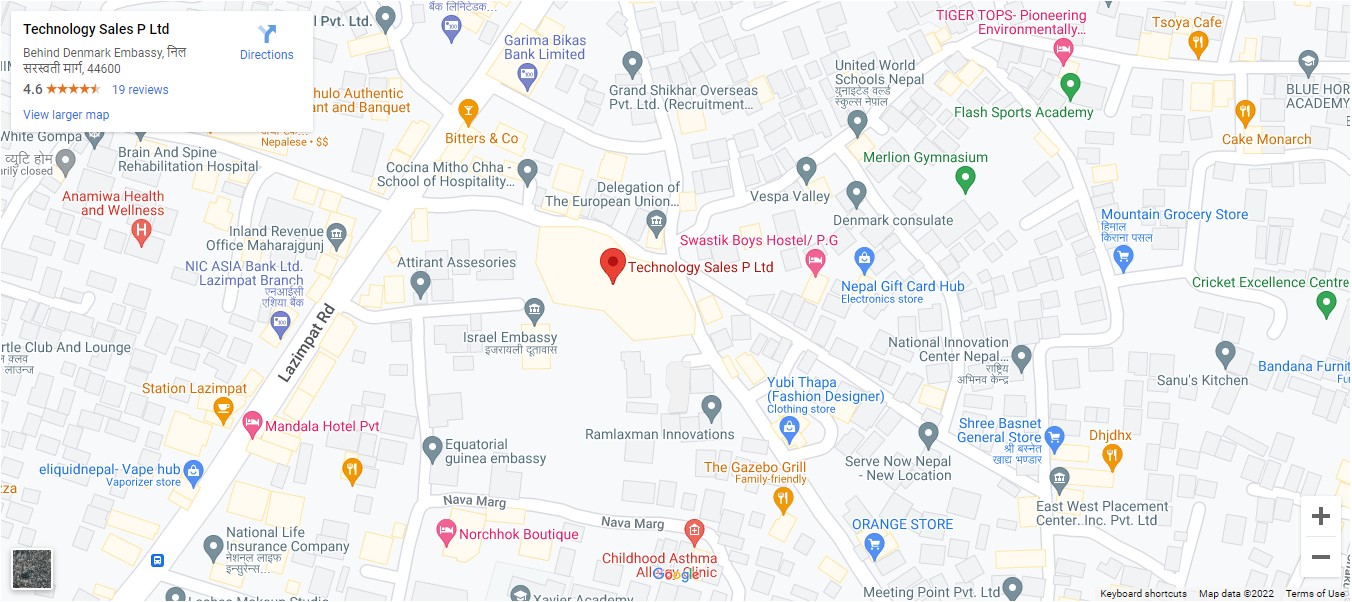 Technology Sales P Ltd
Behind Denmark Embassy, निल
सरस्वती मार्ग, 44600
4.6
19 reviews
View larger map
Directions
l Pvt. Ltd.
बैंक लिमिटेडक...
Garima Bikas
Bank Limited
Grand Shikhar Overseas
Pvt. Ltd. (Recruitment...
United World
Schools Nepal
युनाइटेड वर्ल्ड
स्कुल्स नेपाल
TIGER TOPS- Pioneering
Environmentally...
Tsoya Cafe
Flash Sports Academy
BLUE HOR
ACADEMY
Cake Monarch
hulo Authentic
ant and Banquet
Nepalese • $$
Bitters & Co
White Gompa
Brain And Spine
Rehabilitation Hospital
arily closed
Anamiwa Health
and Wellness
Cocina Mitho Chha -
School of Hospitality...
Delegation of
The European Union...
Vespa Valley
Merlion Gymnasium
Denmark consulate
Inland Revenue
Office Maharajgunj
NIC ASIA Bank Ltd.
Lazimpat Branch
एनआईसी
एशिया बैंक
Attirant Assesories
Swastik Boys Hostel/ P.G
Technology Sales P Ltd
Nepal Gift Card Hub
Electronics store
Mountain Grocery Store
हिमाल
किराना पसल
Cricket Excellence Centre
Lazimpat Rd
Israel Embassy
इजरायली दूतावास
National Innovation
Center Nepal...
राष्ट्रिय
अभिनव केन्द्र
Sanu's Kitchen
Bandana Furnit
Fu
rtle Club And Lounge
न क्लव
लाउन्ज
Station Lazimpat
Mandala Hotel Pvt
Yubi Thapa
(Fashion Designer)
Clothing store
Ramlaxman Innovations
Equatorial
guinea embassy
Shree Basnet
General Store
श्री बस्नेत
खाद्य भण्डार
Dhjdhx
eliquidnepal- Vape hub
Vaporizer store
The Gazebo Grill
Family-friendly
Serve Now Nepal
- New Location
zza
Nava Marg
Nava Marg
East West Placement
Center. Inc. Pvt. Ltd
National Life
Insurance Company
नेशनल लाइफ
इन्सुरेन्स...
Norchhok Boutique
Childhood Asthma
Google
ORANGE STORE
Meeting Point Pvt. Ltd
Xavier Academy
Keyboard shortcuts
Map data ©2022
Terms of Use